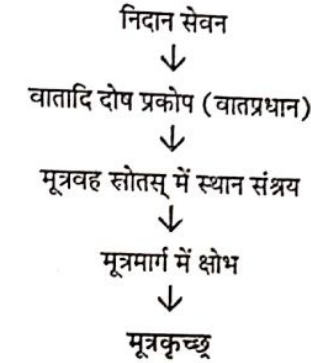 निदान सेवन
↓
वातादि दोष प्रकोप (वातप्रधान)
↓
मूत्रवह स्रोतस् में स्थान संश्रय
↓
मूत्रमार्ग में क्षोभ
↓
मूत्रकृच्छ्र